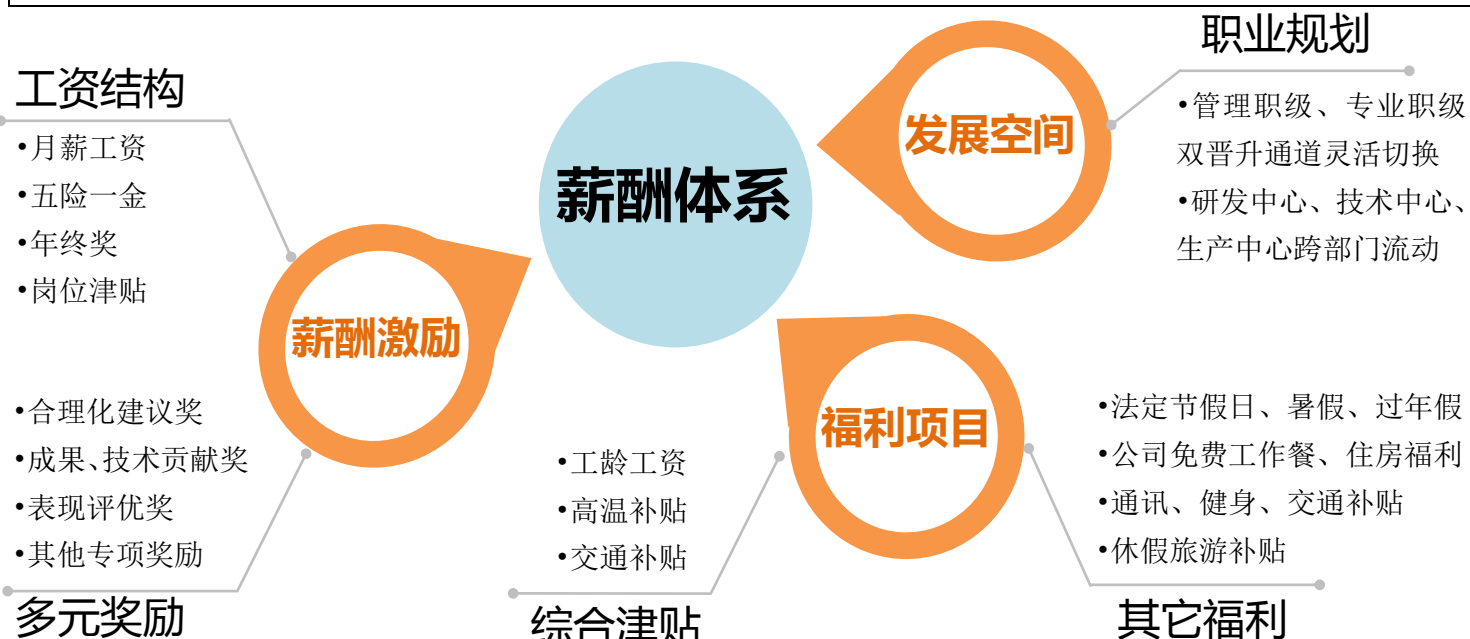 工资结构
•月薪工资
•五险一金
•年终奖
•岗位津贴
薪酬激励
•合理化建议奖
•成果、技术贡献奖
•表现评优奖
•其他专项奖励
多元奖励
薪酬体系
发展空间
职业规划
•管理职级、专业职级
双晋升通道灵活切换
•研发中心、技术中心、
生产中心跨部门流动
福利项目
•工龄工资
•高温补贴
•交通补贴
综合津贴
•法定节假日、暑假、过年假
•公司免费工作餐、住房福利
•通讯、健身、交通补贴
•休假旅游补贴
其它福利